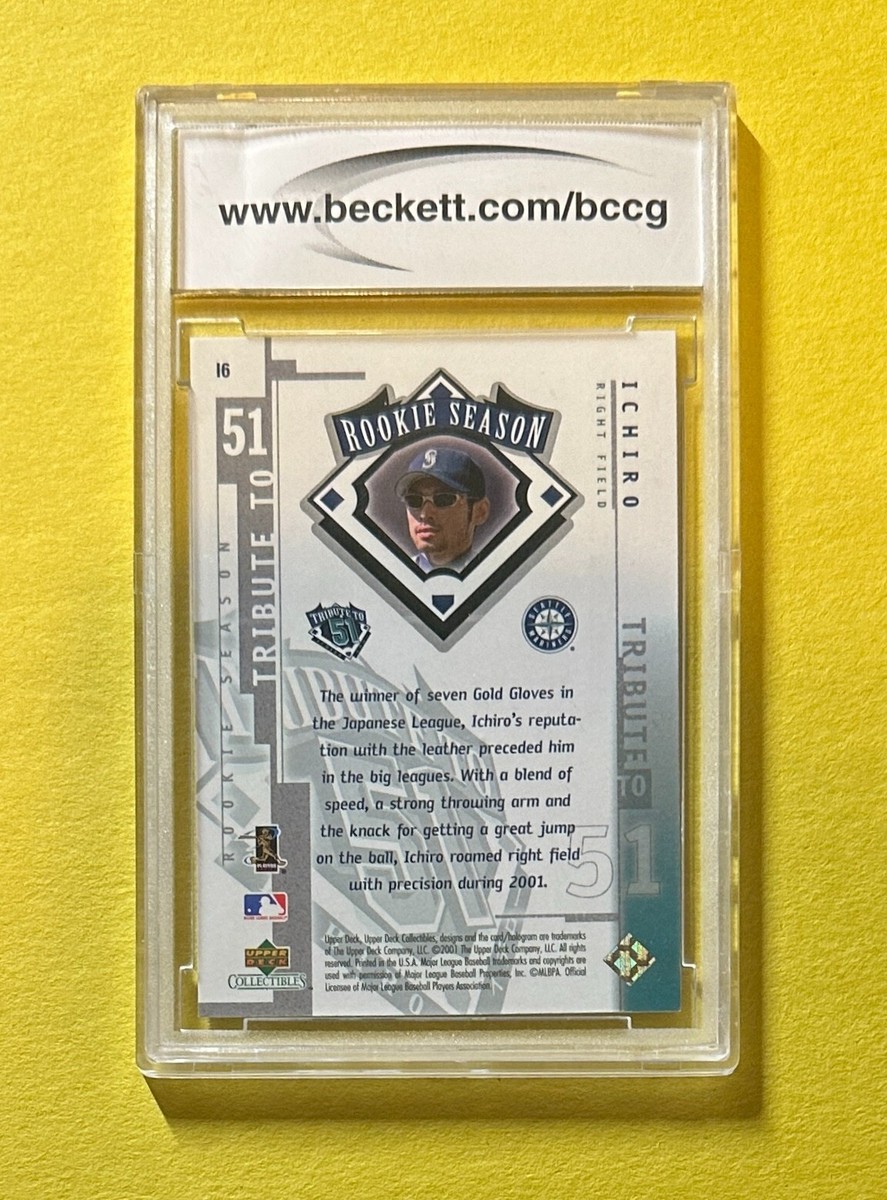 www.beckett.com/bccg
I6
51
TRIBUTE TO
ROOKIE SEASON
ROOKIE SEASON
S
ICHIRO
RIGHT FIELD
TRIBUTE TO
51
TRIBUTE TO
51
SEATTLE
MARINERS
The winner of seven Gold Gloves in
the Japanese League, Ichiro's reputa-
tion with the leather preceded him
in the big leagues. With a blend of
speed, a strong throwing arm and
the knack for getting a great jump
on the ball, Ichiro roamed right field
with precision during 2001.
UPPER
DECK
COLLECTIBLES
Upper Deck, Upper Deck Collectibles, designs and the card/hologram are trademarks
of The Upper Deck Company, LLC. ©2001 The Upper Deck Company, LLC. All rights
reserved. Printed in the U.S.A. Major League Baseball trademarks and copyrights are
used with permission of Major League Baseball Properties, Inc. ©MLBPA. Official
Licensee of Major League Baseball Players Association.